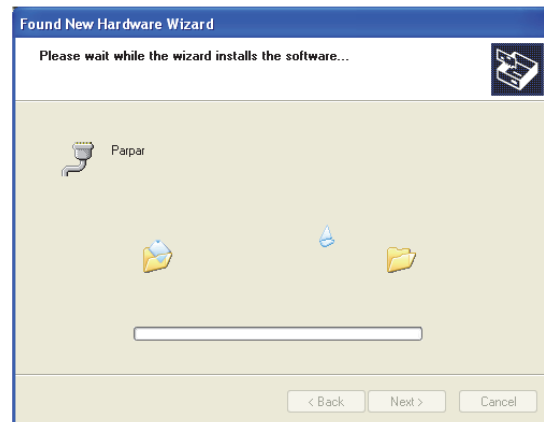 Found New Hardware Wizard
Please wait while the wizard installs the software...
Parpar
< Back
Next >
Cancel